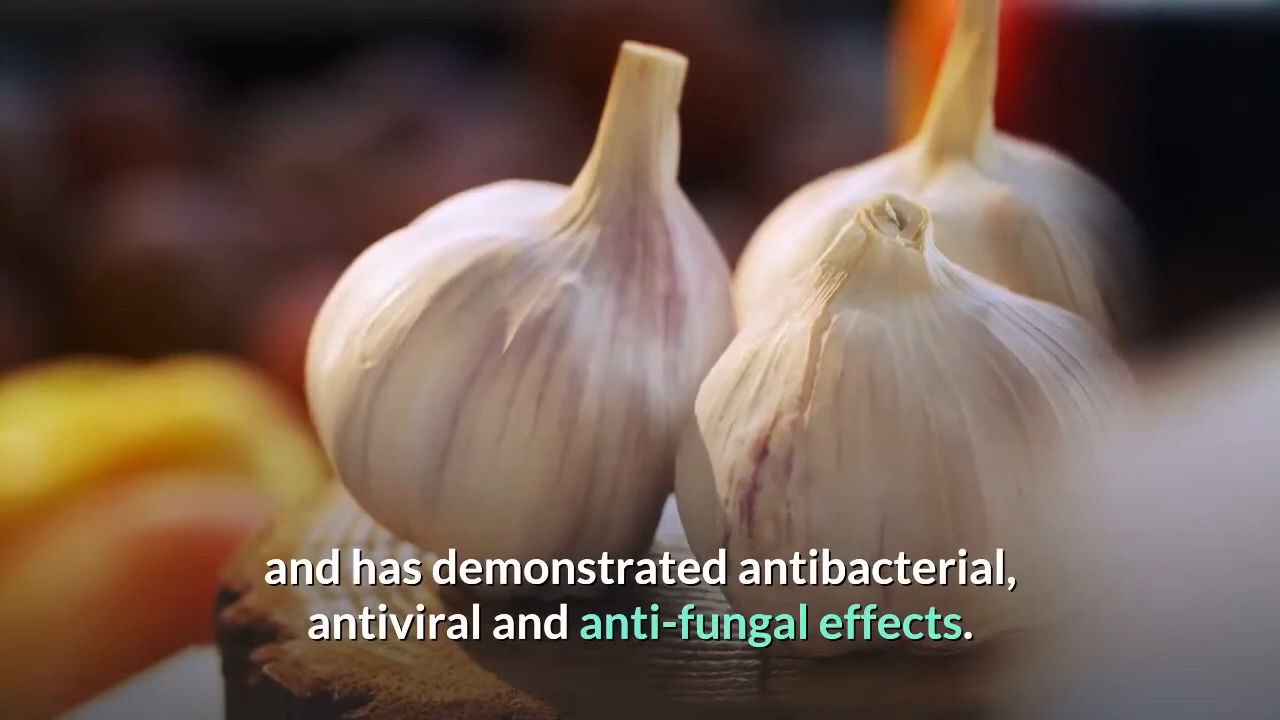 and has demonstrated antibacterial,
antiviral and anti-fungal effects.